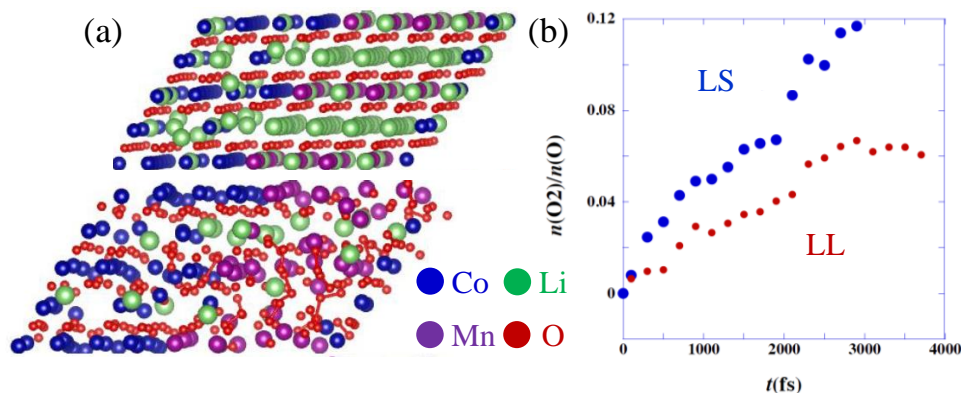 (a)
Co
Li
Mn
O
(b)
n(O2)/n(O)
0.12
0.08
0.04
0
LS
LL
0
1000
2000
3000
4000
t(fs)